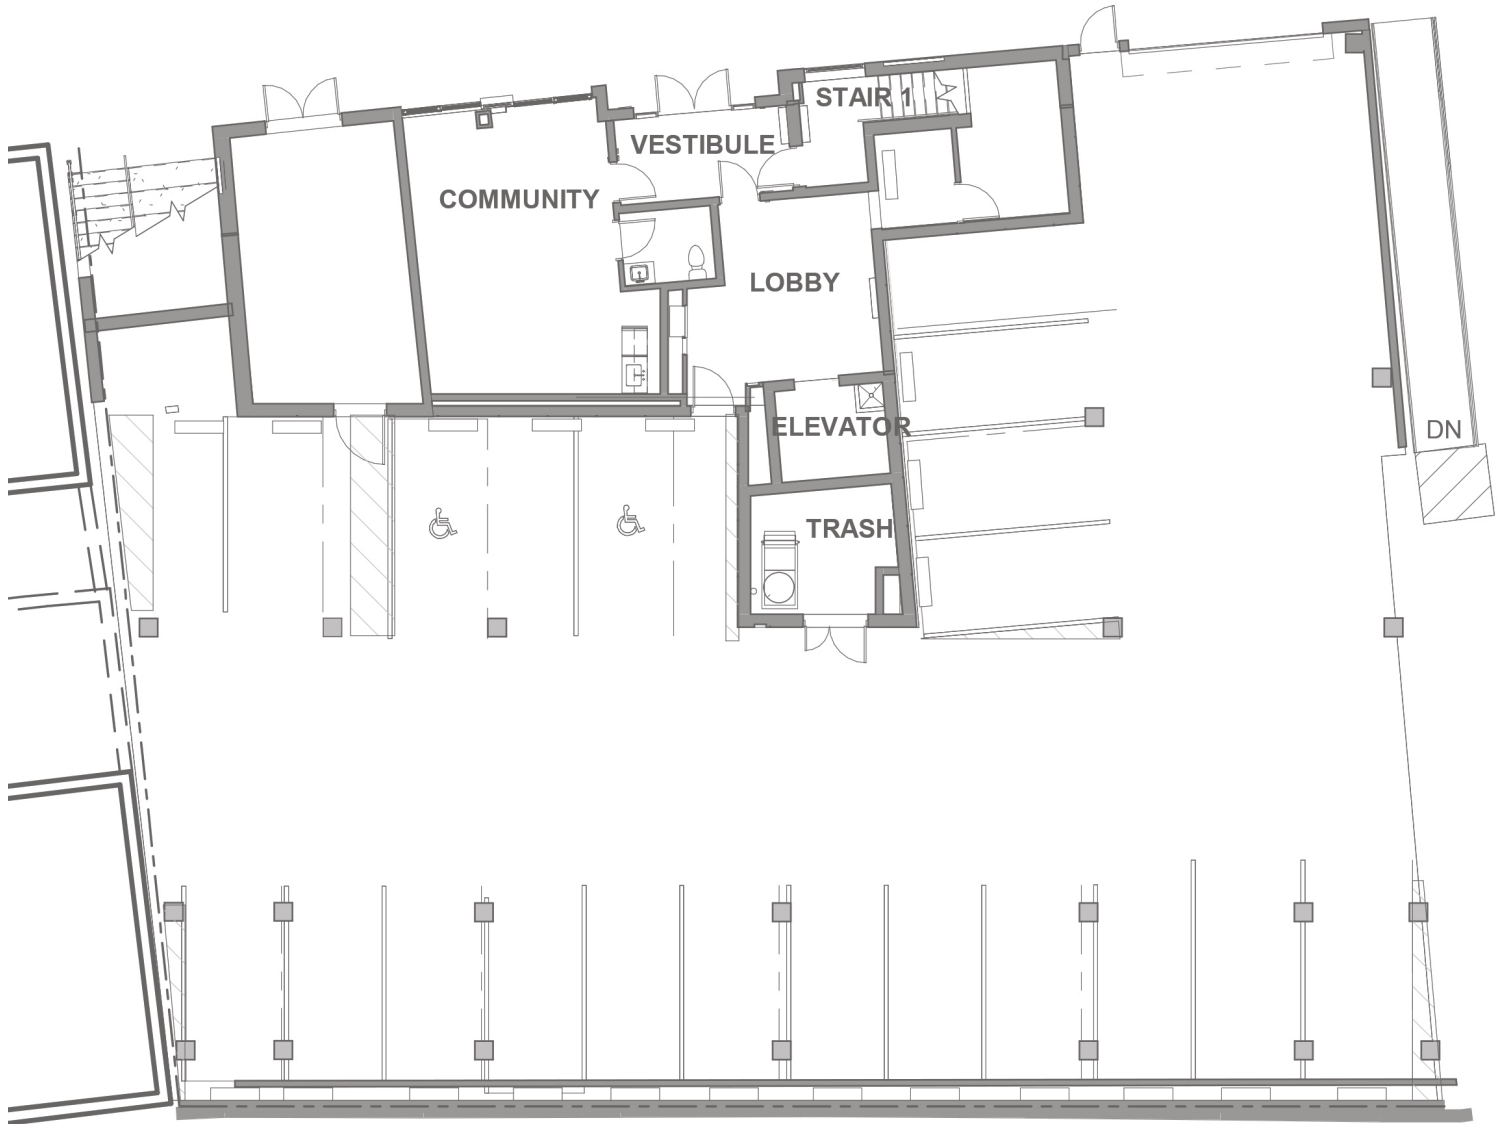 STAIR 1
VESTIBULE
COMMUNITY
LOBBY
ELEVATOR
DN
TRASH